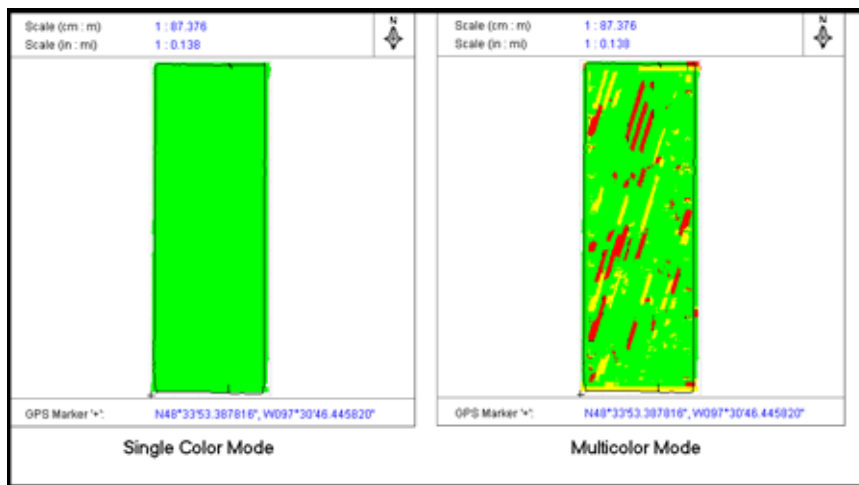 Scale (cm : m) 1 : 87.376
Scale (in : mi) 1 : 0.138
N
GPS Marker '+': N48°33'53.387816", W097°30'46.445820"
Single Color Mode
Scale (cm : m) 1 : 87.376
Scale (in : mi) 1 : 0.138
N
GPS Marker '+': N48°33'53.387816", W097°30'46.445820"
Multicolor Mode